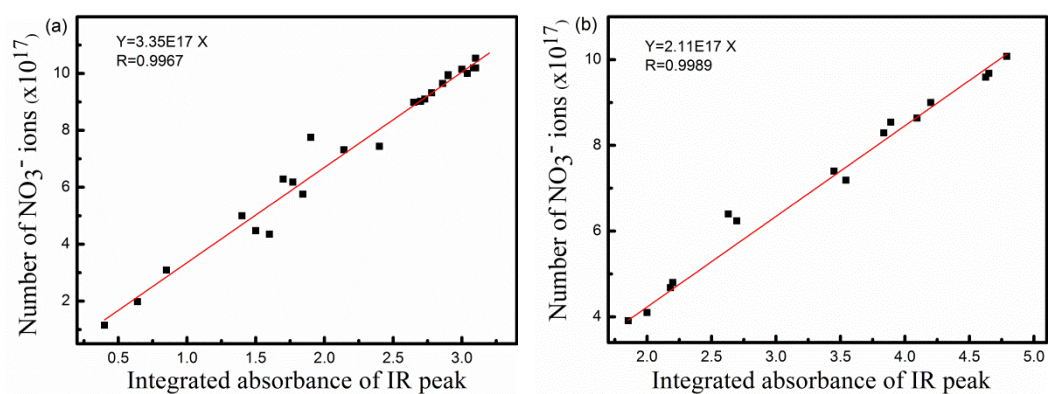 (a)
Y=3.35E17 X
R=0.9967
Number of NO₃⁻ ions (x10¹⁷)
10
8
6
4
2
0.5 1.0 1.5 2.0 2.5 3.0
Integrated absorbance of IR peak
(b)
Y=2.11E17 X
R=0.9989
Number of NO₃⁻ ions (x10¹⁷)
10
8
6
4
2.0 2.5 3.0 3.5 4.0 4.5 5.0
Integrated absorbance of IR peak